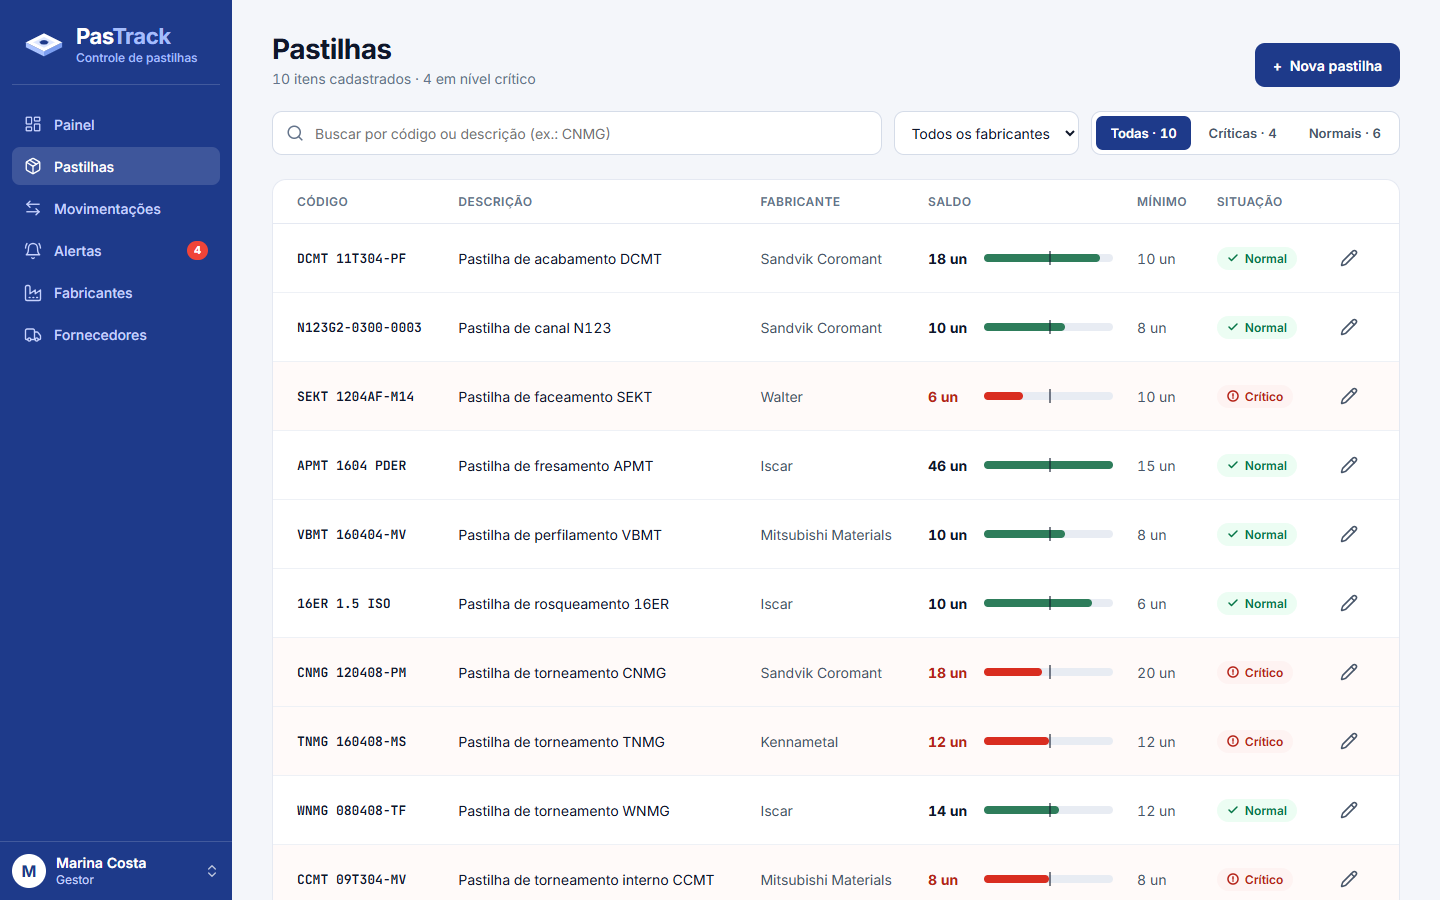 PasTrack
Controle de pastilhas
Painel
Pastilhas
Movimentações
Alertas 4
Fabricantes
Fornecedores
M
Marina Costa
Gestor
Pastilhas
10 itens cadastrados · 4 em nível crítico
+ Nova pastilha
Buscar por código ou descrição (ex.: CNMG)
Todos os fabricantes
Todas · 10 Críticas · 4 Normais · 6
CÓDIGO DESCRIÇÃO FABRICANTE SALDO MÍNIMO SITUAÇÃO
DCMT 11T304-PF Pastilha de acabamento DCMT Sandvik Coromant 18 un 10 un Normal
N123G2-0300-0003 Pastilha de canal N123 Sandvik Coromant 10 un 8 un Normal
SEKT 1204AF-M14 Pastilha de faceamento SEKT Walter 6 un 10 un Crítico
APMT 1604 PDER Pastilha de fresamento APMT Iscar 46 un 15 un Normal
VBMT 160404-MV Pastilha de perfilamento VBMT Mitsubishi Materials 10 un 8 un Normal
16ER 1.5 ISO Pastilha de rosqueamento 16ER Iscar 10 un 6 un Normal
CNMG 120408-PM Pastilha de torneamento CNMG Sandvik Coromant 18 un 20 un Crítico
TNMG 160408-MS Pastilha de torneamento TNMG Kennametal 12 un 12 un Crítico
WNMG 080408-TF Pastilha de torneamento WNMG Iscar 14 un 12 un Normal
CCMT 09T304-MV Pastilha de torneamento interno CCMT Mitsubishi Materials 8 un 8 un Crítico